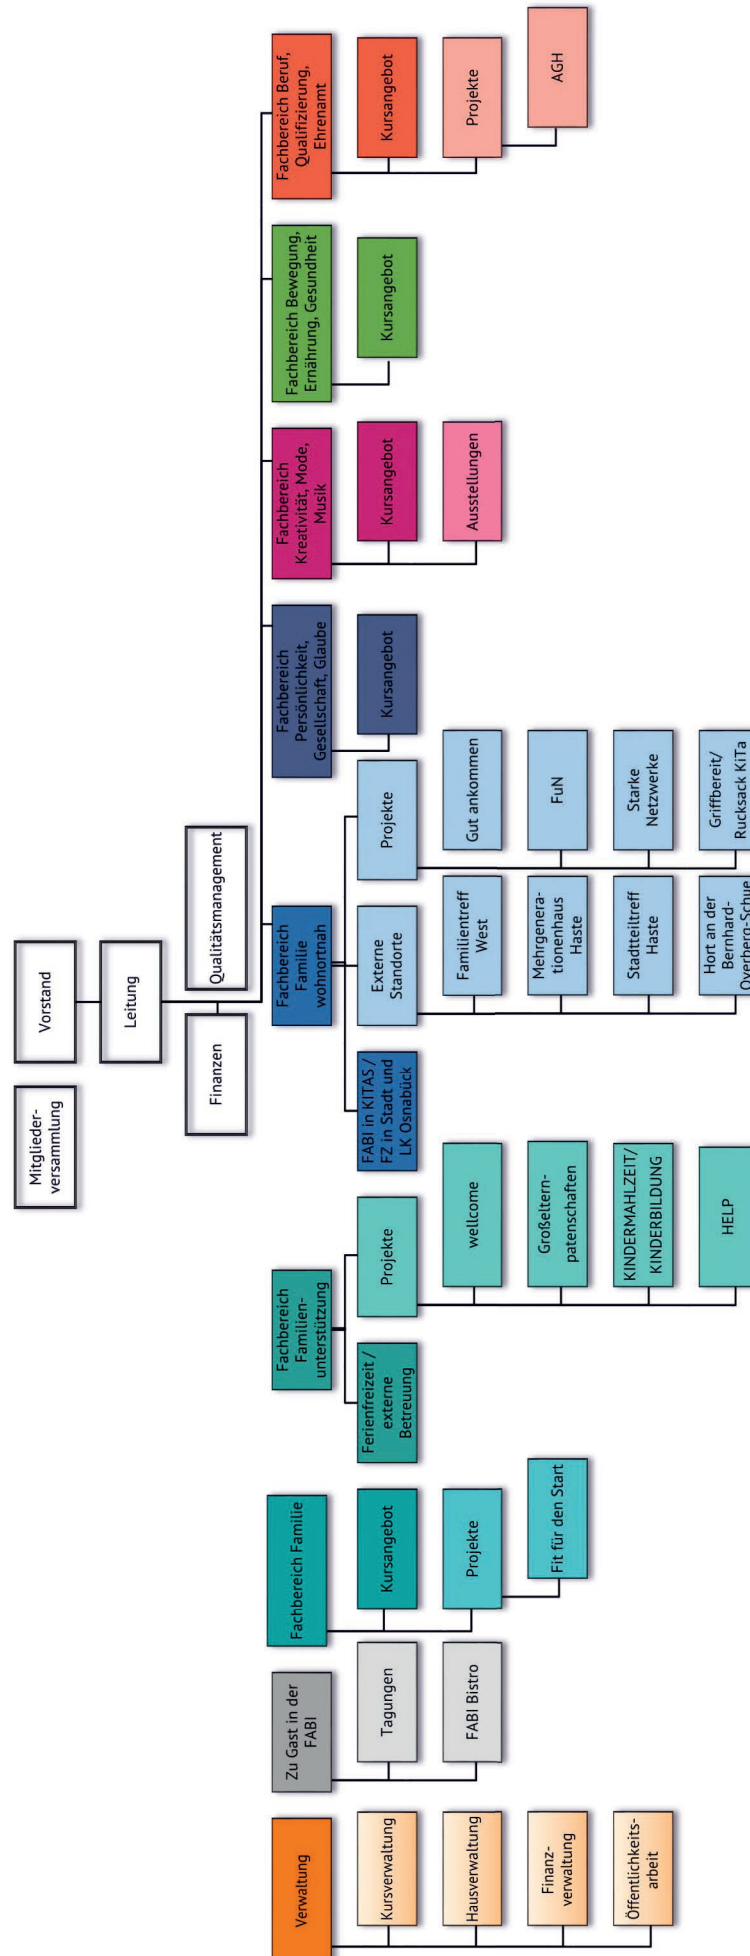 Mitglieder-
versammlung
Vorstand
Leitung
Finanzen
Qualitätsmanagement
Verwaltung
Kursverwaltung
Hausverwaltung
Finanz-
verwaltung
Öffentlichkeits-
arbeit
Zu Gast in der
FABI
Tagungen
FABI Bistro
Fachbereich Familie
Kursangebot
Projekte
Fit für den Start
Fachbereich
Familien-
unterstützung
Ferienfreizeit /
externe
Betreuung
Projekte
wellcome
Großeltern-
patenschaften
KINDERMAHLZEIT/
KINDERBILDUNG
HELP
Fachbereich
Familie
wohnortnah
FABI in KITAS /
FZ in Stadt und
LK Osnabück
Externe
Standorte
Familientreff
West
Mehrgenera-
tionenhaus
Haste
Stadtteiltreff
Haste
Hort an der
Bernhard-
Overberg-Schue
Projekte
Gut ankommen
FuN
Starke
Netzwerke
Griffbereit/
Rucksack KiTa
Fachbereich
Persönlichkeit,
Gesellschaft, Glaube
Kursangebot
Fachbereich
Kreativität, Mode,
Musik
Kursangebot
Ausstellungen
Fachbereich Bewegung,
Ernährung, Gesundheit
Kursangebot
Fachbereich Beruf,
Qualifizierung,
Ehrenamt
Kursangebot
Projekte
AGH